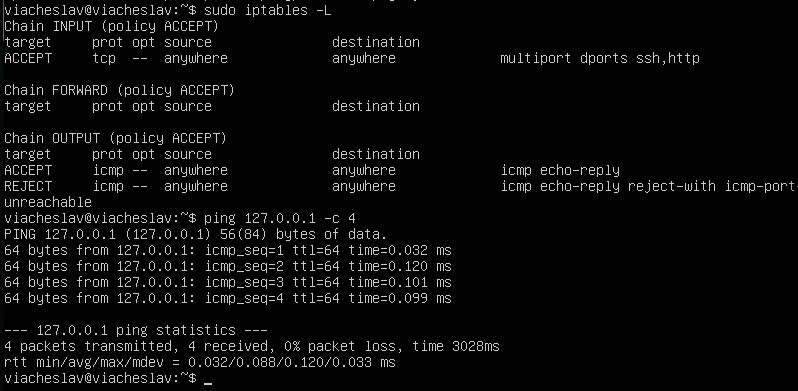 viacheslav@viacheslav:~$ sudo iptables -L
Chain INPUT (policy ACCEPT)
target     prot opt source               destination
ACCEPT     tcp  --  anywhere             anywhere             multiport dports ssh,http

Chain FORWARD (policy ACCEPT)
target     prot opt source               destination

Chain OUTPUT (policy ACCEPT)
target     prot opt source               destination
ACCEPT     icmp --  anywhere             anywhere             icmp echo-reply
REJECT     icmp --  anywhere             anywhere             icmp echo-reply reject-with icmp-port-
unreachable
viacheslav@viacheslav:~$ ping 127.0.0.1 -c 4
PING 127.0.0.1 (127.0.0.1) 56(84) bytes of data.
64 bytes from 127.0.0.1: icmp_seq=1 ttl=64 time=0.032 ms
64 bytes from 127.0.0.1: icmp_seq=2 ttl=64 time=0.120 ms
64 bytes from 127.0.0.1: icmp_seq=3 ttl=64 time=0.101 ms
64 bytes from 127.0.0.1: icmp_seq=4 ttl=64 time=0.099 ms

--- 127.0.0.1 ping statistics ---
4 packets transmitted, 4 received, 0% packet loss, time 3028ms
rtt min/avg/max/mdev = 0.032/0.088/0.120/0.033 ms
viacheslav@viacheslav:~$ _